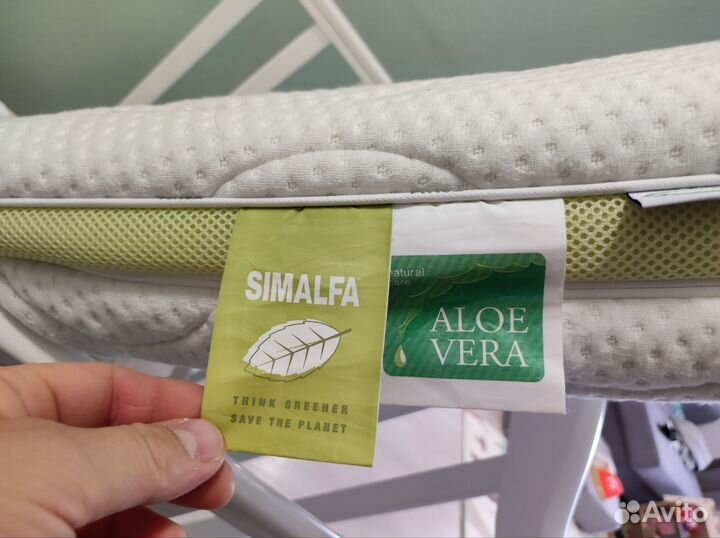 SIMALFA
THINK GREENER
SAVE THE PLANET
natural
care
ALOE
VERA
Avito